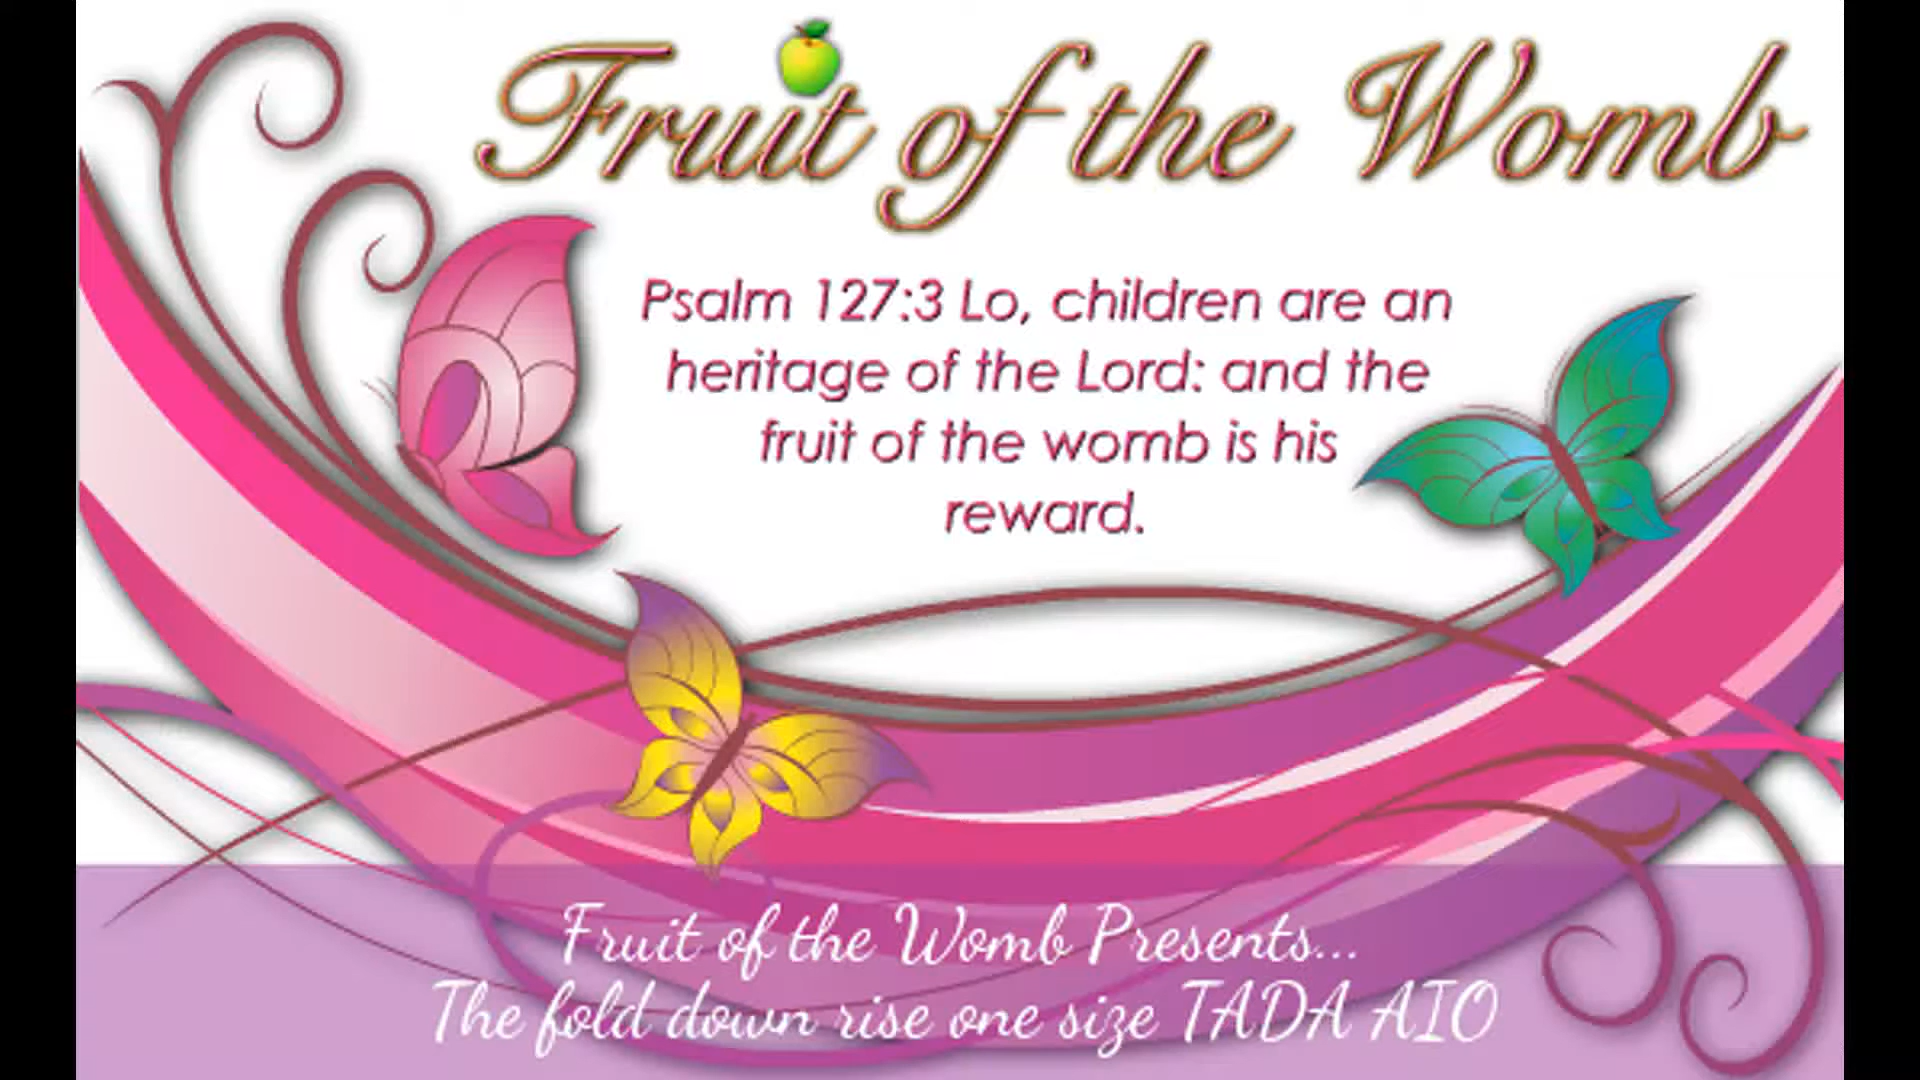 Fruit of the Womb
Psalm 127:3 Lo, children are an
heritage of the Lord: and the
fruit of the womb is his
reward.
Fruit of the Womb Presents...
The fold down rise one size TADA AIO